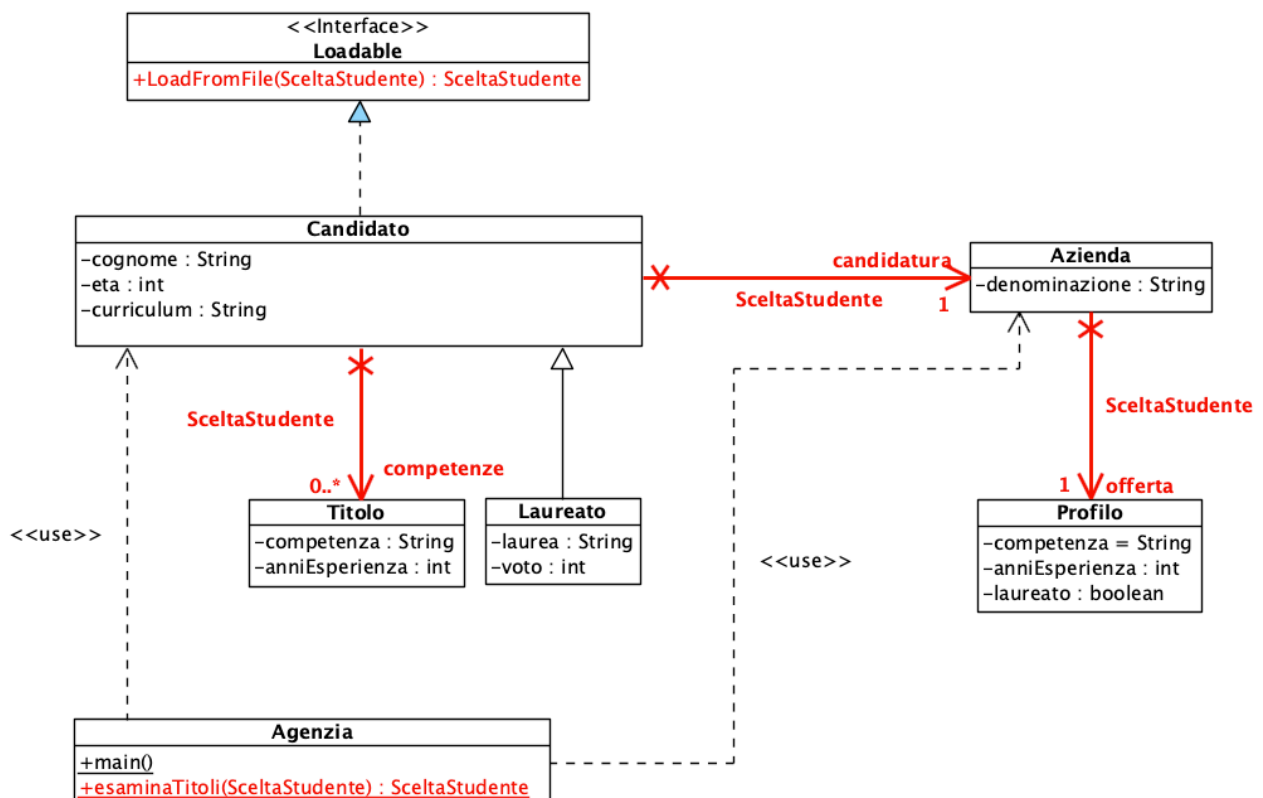 <<Interface>>
Loadable
+LoadFromFile(SceltaStudente) : SceltaStudente
Candidato
-cognome : String
-eta : int
-curriculum : String
candidatura
SceltaStudente
1
Azienda
-denominazione : String
SceltaStudente
competenze
0..*
SceltaStudente
1
offerta
Titolo
-competenza : String
-anniEsperienza : int
Laureato
-laurea : String
-voto : int
Profilo
-competenza = String
-anniEsperienza : int
-laureato : boolean
<<use>>
<<use>>
Agenzia
+main()
+esaminaTitoli(SceltaStudente) : SceltaStudente